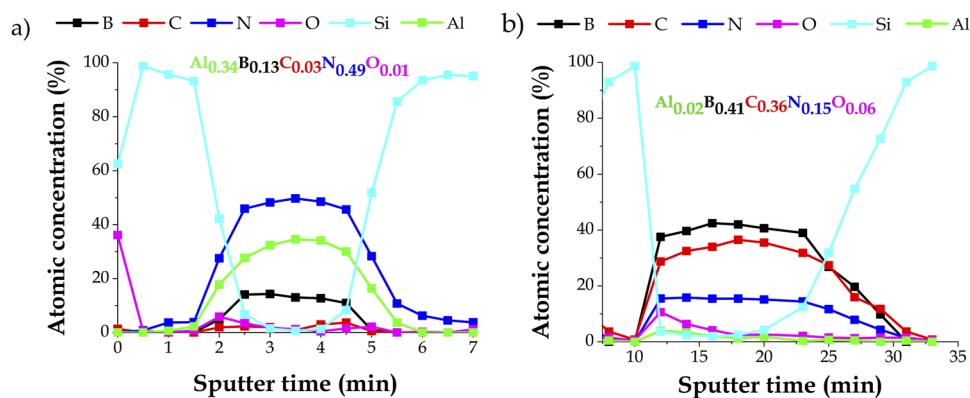 a)
B C N O Si Al
Al0.34B0.13C0.03N0.49O0.01
Atomic concentration (%)
100
80
60
40
20
0
0 1 2 3 4 5 6 7
Sputter time (min)
b)
B C N O Si Al
Al0.02B0.41C0.36N0.15O0.06
Atomic concentration (%)
100
80
60
40
20
0
10 15 20 25 30 35
Sputter time (min)